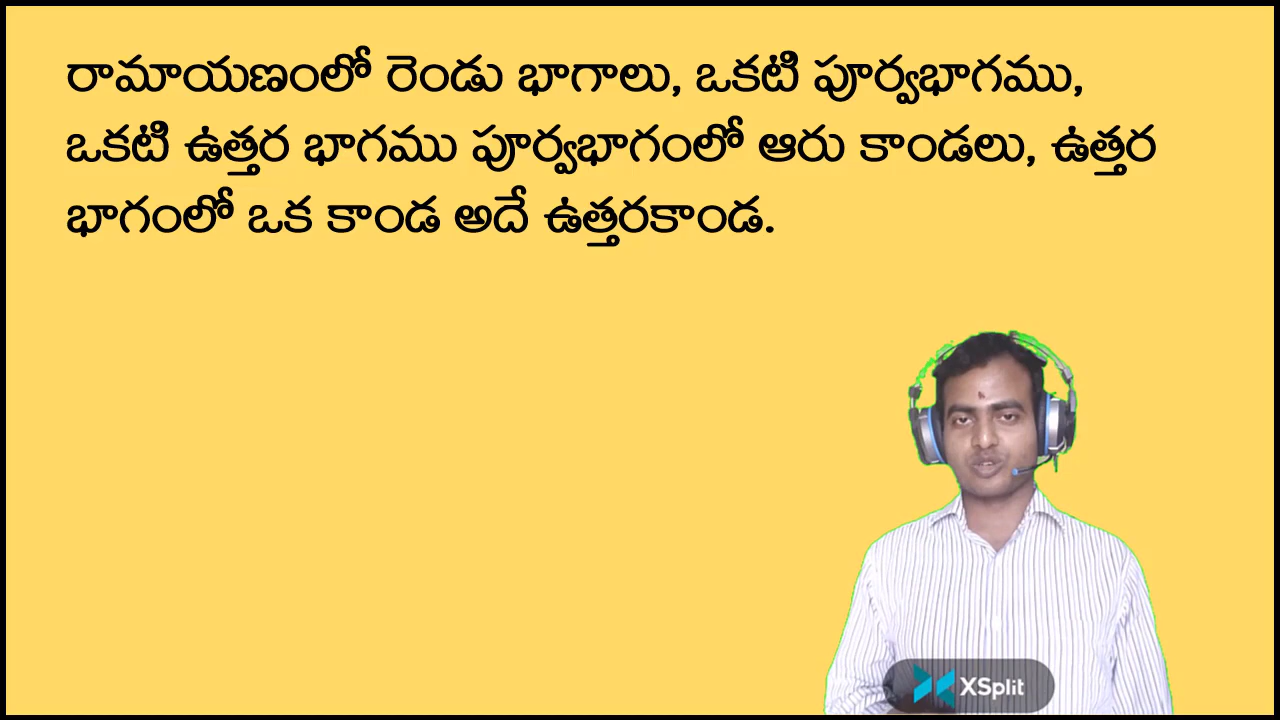 రామాయణంలో రెండు భాగాలు, ఒకటి పూర్వభాగము,
ఒకటి ఉత్తర భాగము పూర్వభాగంలో ఆరు కాండలు, ఉత్తర
భాగంలో ఒక కాండ అదే ఉత్తరకాండ.
XSplit